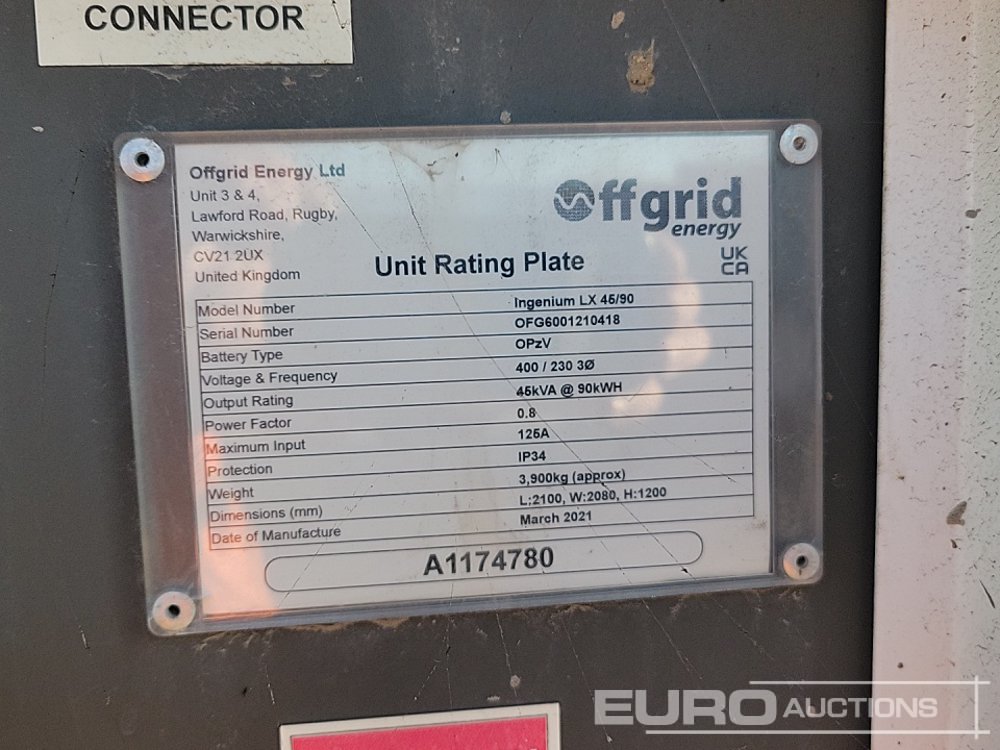 CONNECTOR
Offgrid Energy Ltd
Unit 3 & 4,
Lawford Road, Rugby,
Warwickshire,
CV21 2UX
United Kingdom
Offgrid
energy
UK
CA
Unit Rating Plate
Model Number Ingenium LX 45/90
Serial Number OFG6001210418
Battery Type OPzV
Voltage & Frequency 400 / 230 3Ø
Output Rating 45kVA @ 90kWH
Power Factor 0.8
Maximum Input 125A
Protection IP34
Weight 3,900kg (approx)
Dimensions (mm) L:2100, W:2080, H:1200
Date of Manufacture March 2021
A1174780
EURO AUCTIONS